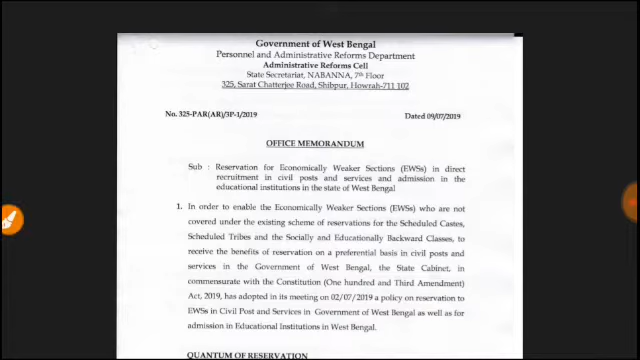 Government of West Bengal
Personnel and Administrative Reforms Department
Administrative Reforms Cell
State Secretariat, NABANNA, 7th Floor
325, Sarat Chatterjee Road, Shibpur, Howrah-711 102
No. 325-PAR(AR)/3P-1/2019 Dated 09/07/2019
OFFICE MEMORANDUM
Sub : Reservation for Economically Weaker Sections (EWSs) in direct
recruitment in civil posts and services and admission in the
educational institutions in the state of West Bengal
1. In order to enable the Economically Weaker Sections (EWSs) who are not
covered under the existing scheme of reservations for the Scheduled Castes,
Scheduled Tribes and the Socially and Educationally Backward Classes, to
receive the benefits of reservation on a preferential basis in civil posts and
services in the Government of West Bengal, the State Cabinet, in
commensurate with the Constitution (One hundred and Third Amendment)
Act, 2019, has adopted in its meeting on 02/07/2019 a policy on reservation to
EWSs in Civil Post and Services in Government of West Bengal as well as for
admission in Educational Institutions in West Bengal.
QUANTUM OF RESERVATION